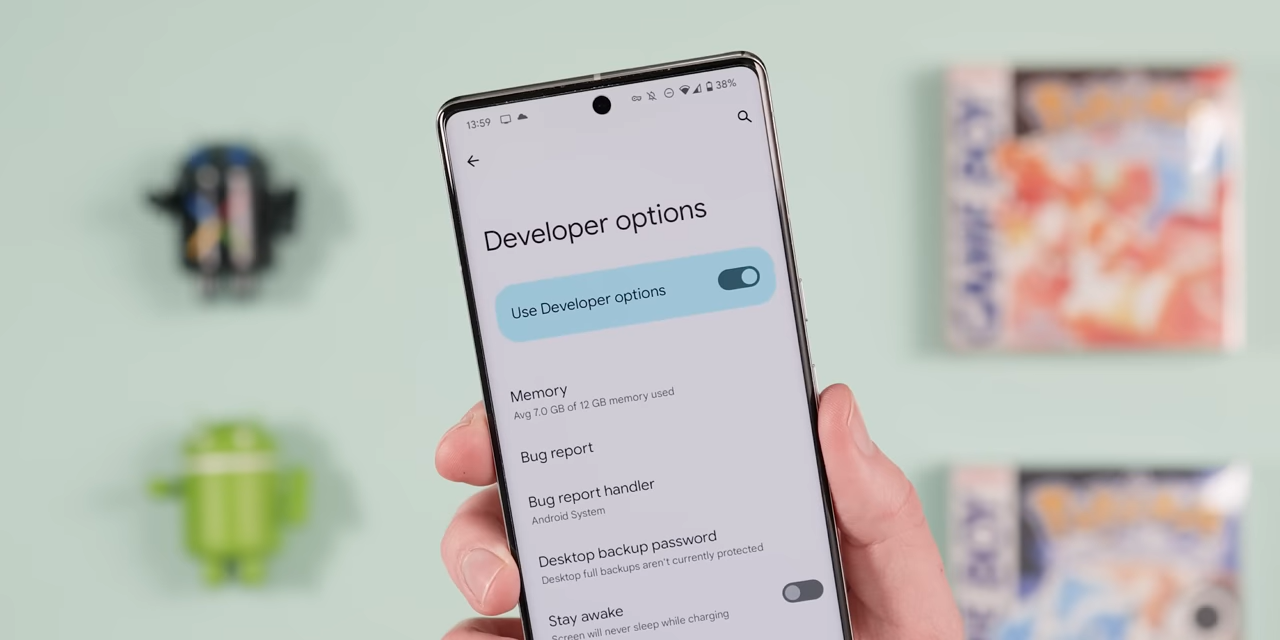 13:59
38%
Developer options
Use Developer options
Memory
Avg 7.0 GB of 12 GB memory used
Bug report
Bug report handler
Android System
Desktop backup password
Desktop full backups aren't currently protected
Stay awake
Screen will never sleep while charging
GAME BOY